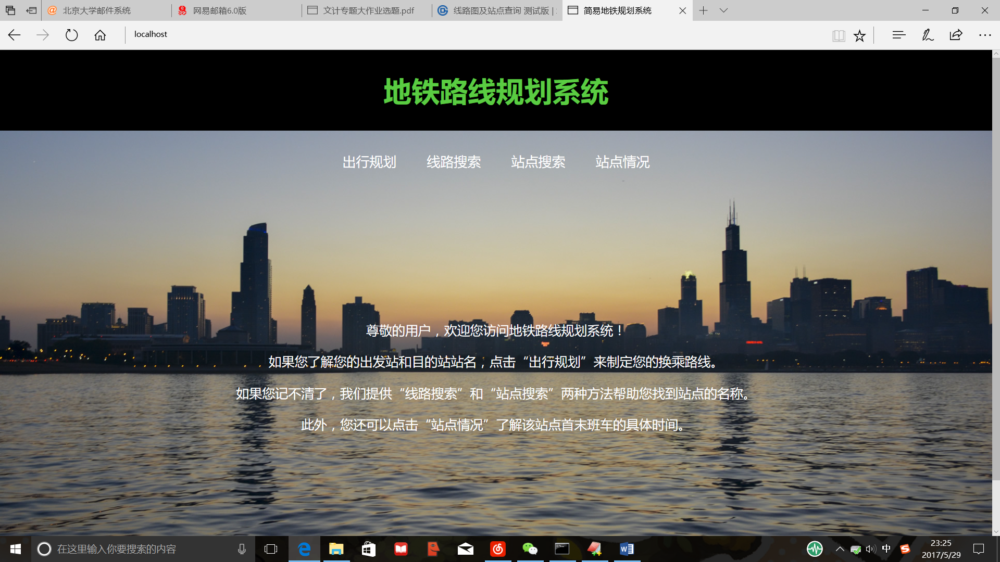 北京大学邮件系统
网易邮箱6.0版
文计专题大作业选题.pdf
线路图及站点查询 测试版 |
简易地铁规划系统
localhost
地铁路线规划系统
出行规划 线路搜索 站点搜索 站点情况
尊敬的用户，欢迎您访问地铁路线规划系统！
如果您了解您的出发站和目的站站名，点击“出行规划”来制定您的换乘路线。
如果您记不清了，我们提供“线路搜索”和“站点搜索”两种方法帮助您找到站点的名称。
此外，您还可以点击“站点情况”了解该站点首末班车的具体时间。
在这里输入你要搜索的内容
中
23:25
2017/5/29